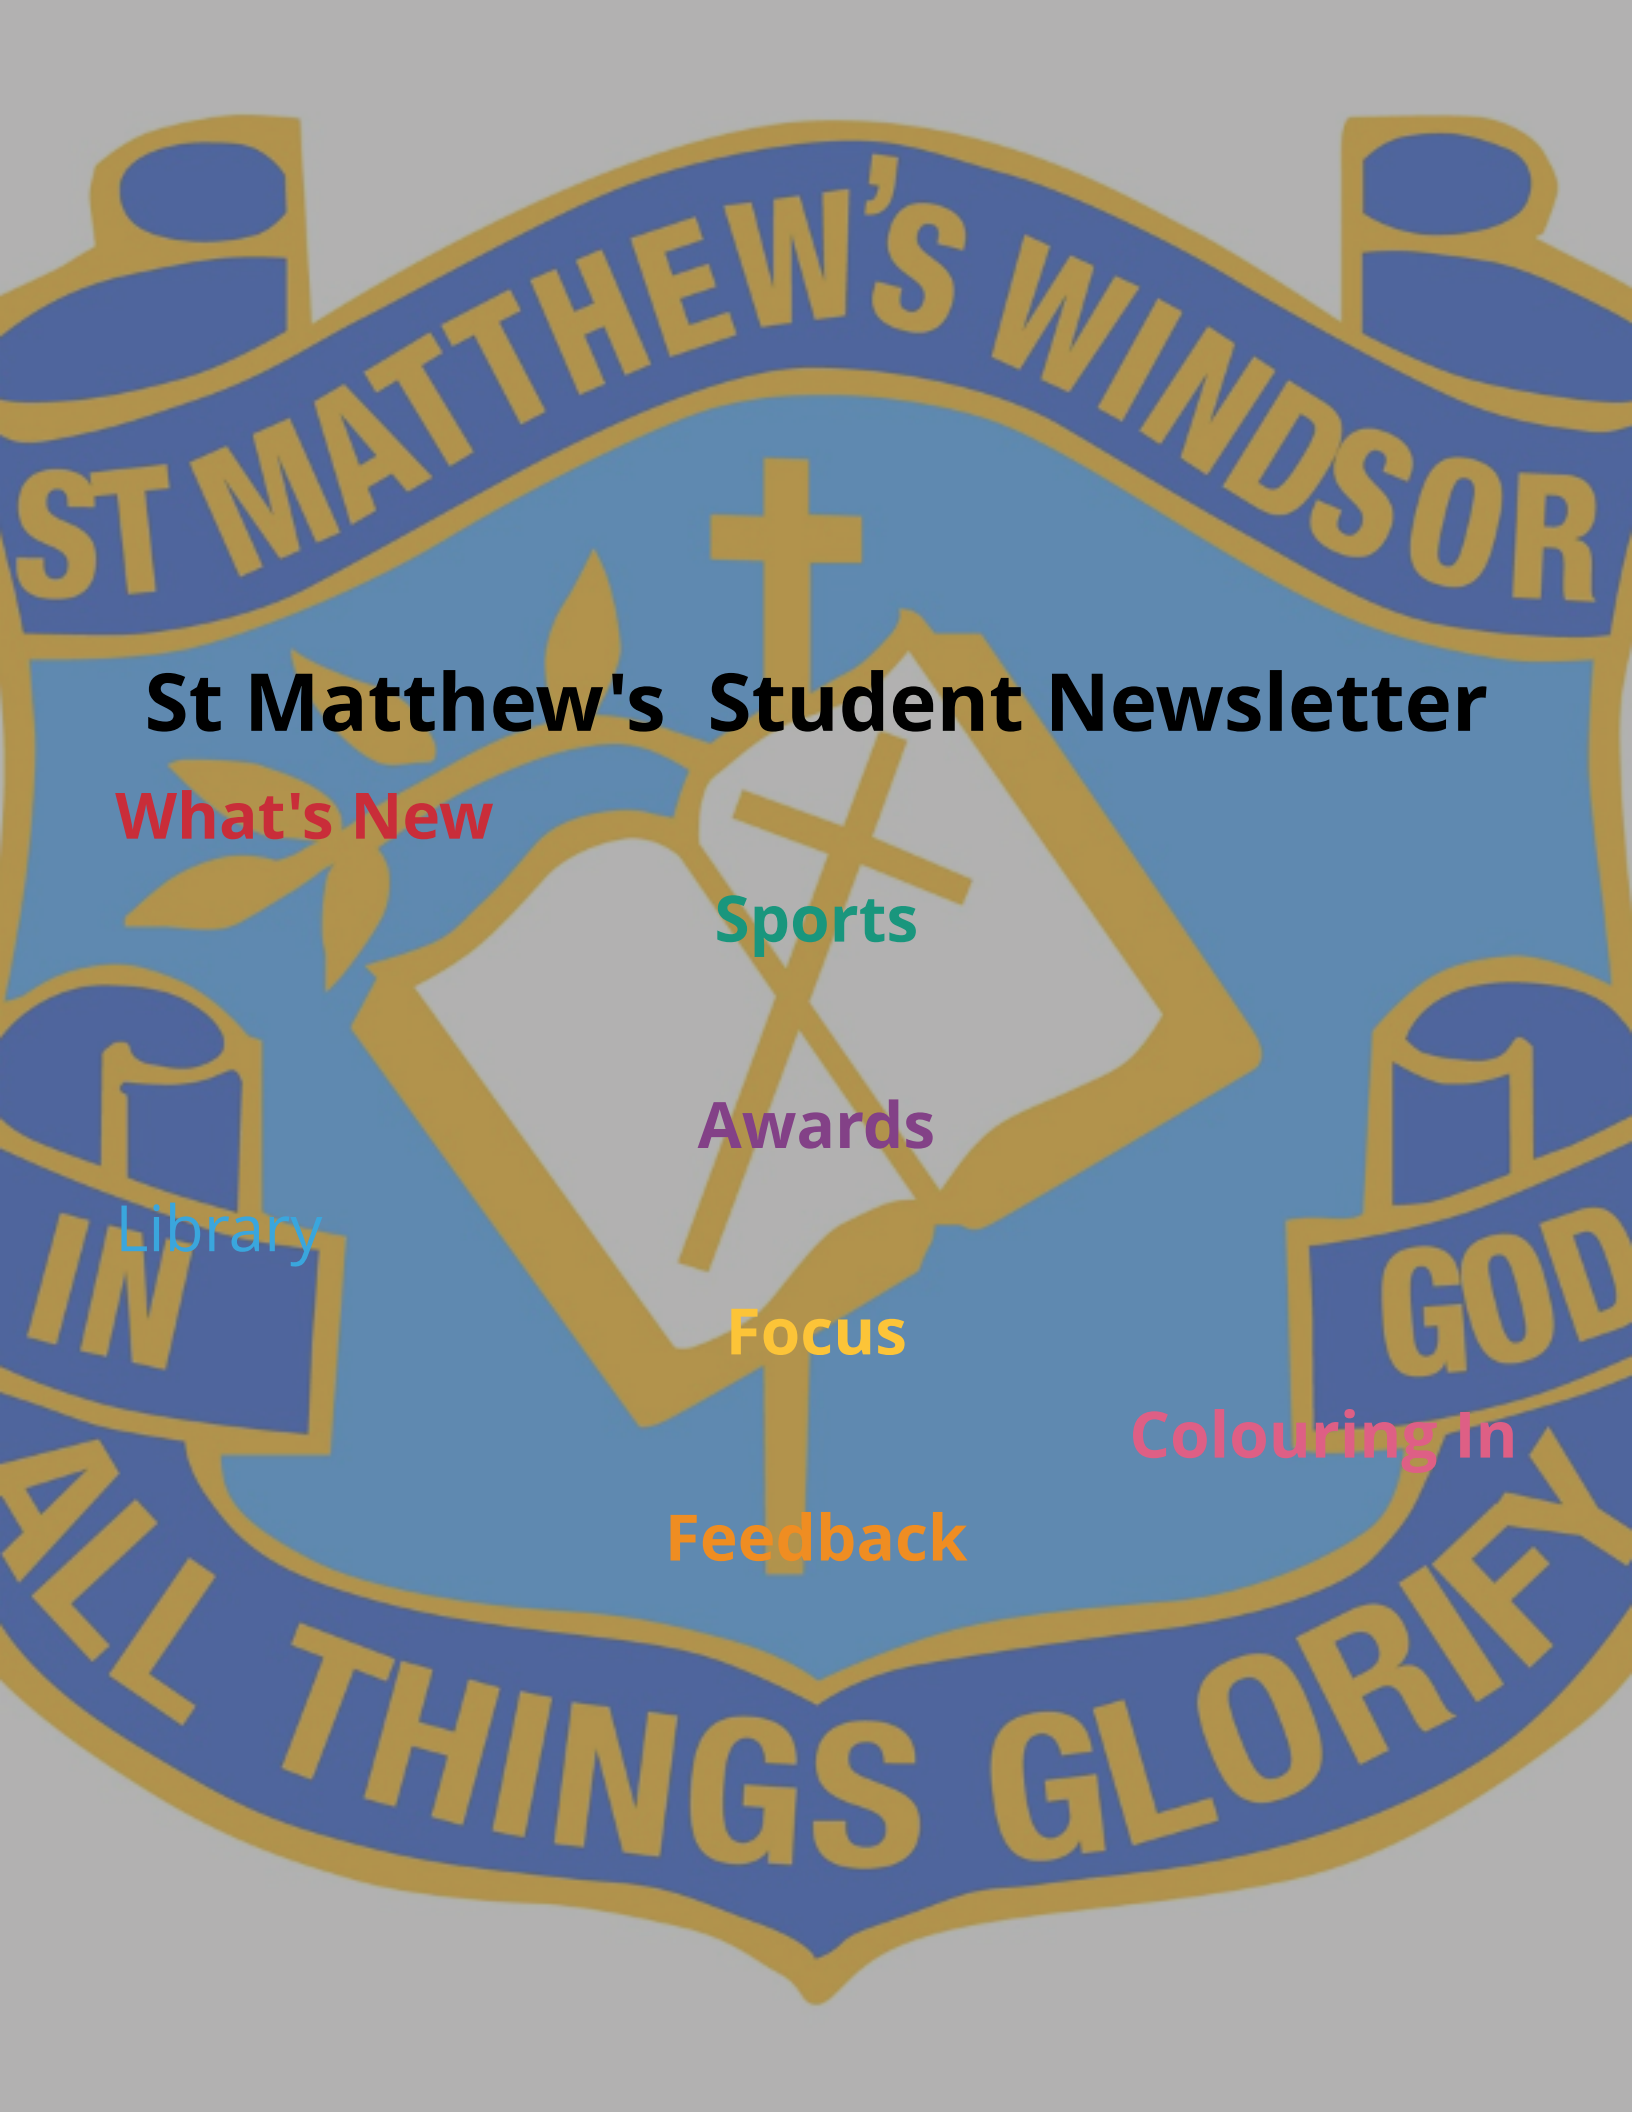 ST MATTHEW'S WINDSOR
St Matthew's  Student Newsletter
What's New
Sports
Awards
Library
IN
GOD
Focus
Colouring In
Feedback
ALL THINGS GLORIFY